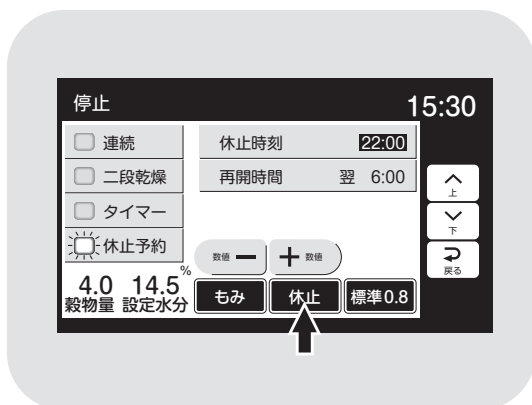 停止 15:30
連続
二段乾燥
タイマー
休止予約
休止時刻 22:00
再開時間 翌 6:00
数値 − + 数値
上
下
戻る
4.0 14.5%
穀物量 設定水分
もみ 休止 標準0.8